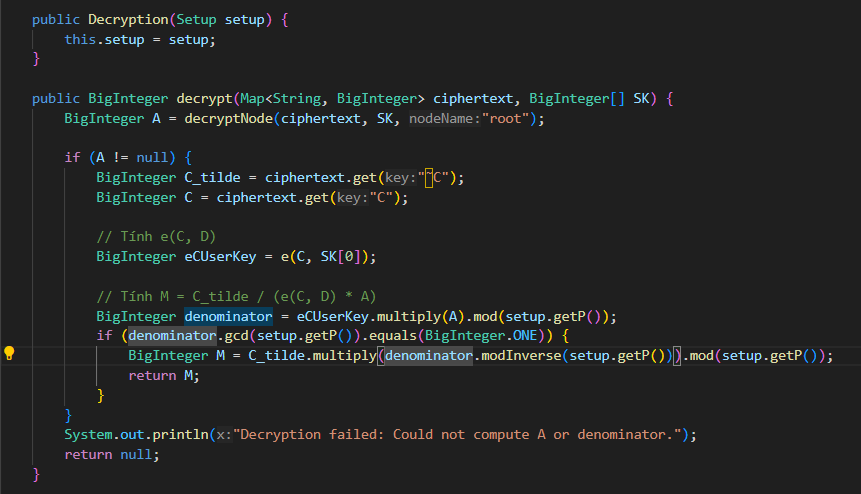 public Decryption(Setup setup) {
this.setup = setup;
}
public BigInteger decrypt(Map<String, BigInteger> ciphertext, BigInteger[] SK) {
BigInteger A = decryptNode(ciphertext, SK, nodeName:"root");
if (A != null) {
BigInteger C_tilde = ciphertext.get(key:"~C");
BigInteger C = ciphertext.get(key:"C");
// Tính e(C, D)
BigInteger eCUserKey = e(C, SK[0]);
// Tính M = C_tilde / (e(C, D) * A)
BigInteger denominator = eCUserKey.multiply(A).mod(setup.getP());
if (denominator.gcd(setup.getP()).equals(BigInteger.ONE)) {
BigInteger M = C_tilde.multiply(denominator.modInverse(setup.getP())).mod(setup.getP());
return M;
}
}
System.out.println(x:"Decryption failed: Could not compute A or denominator.");
return null;
}